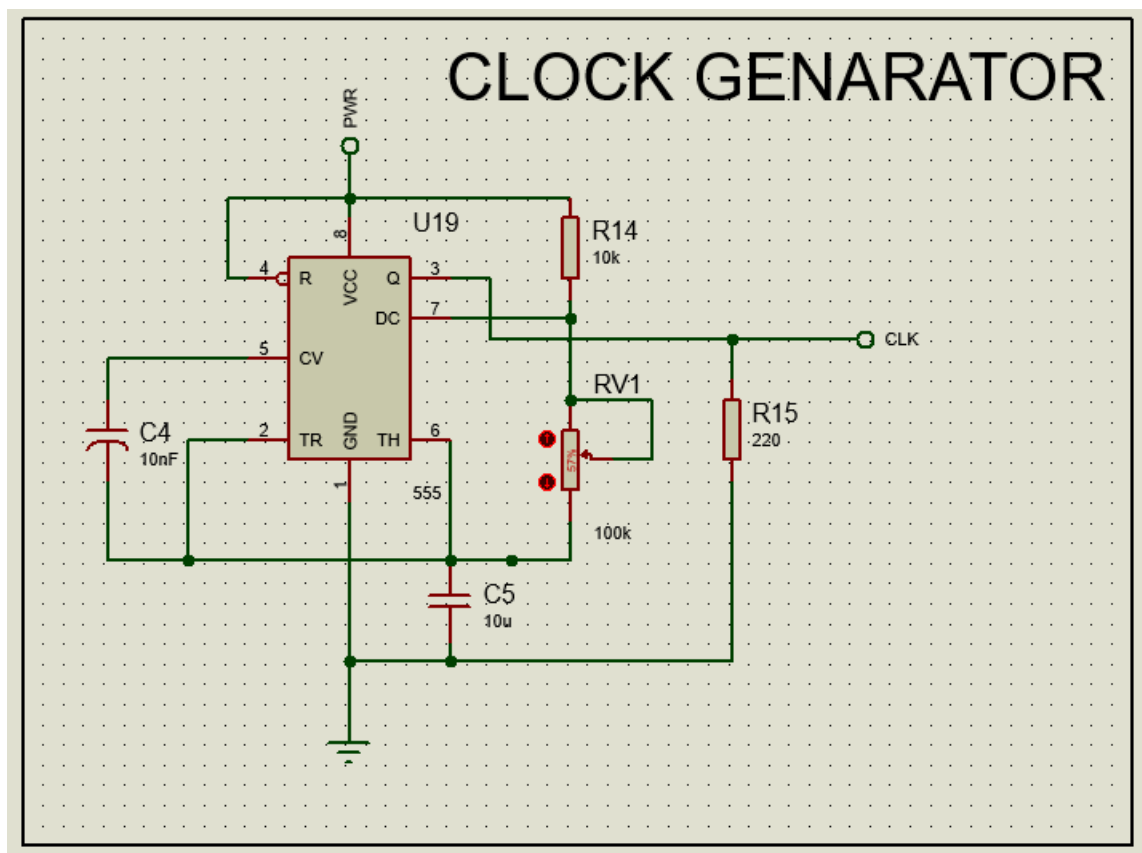 CLOCK GENARATOR
PWR
U19
8
R14
10k
4
R
VCC
Q
3
DC
7
CLK
5
CV
RV1
C4
10nF
2
TR
GND
TH
6
57%
R15
220
1
555
100k
C5
10u